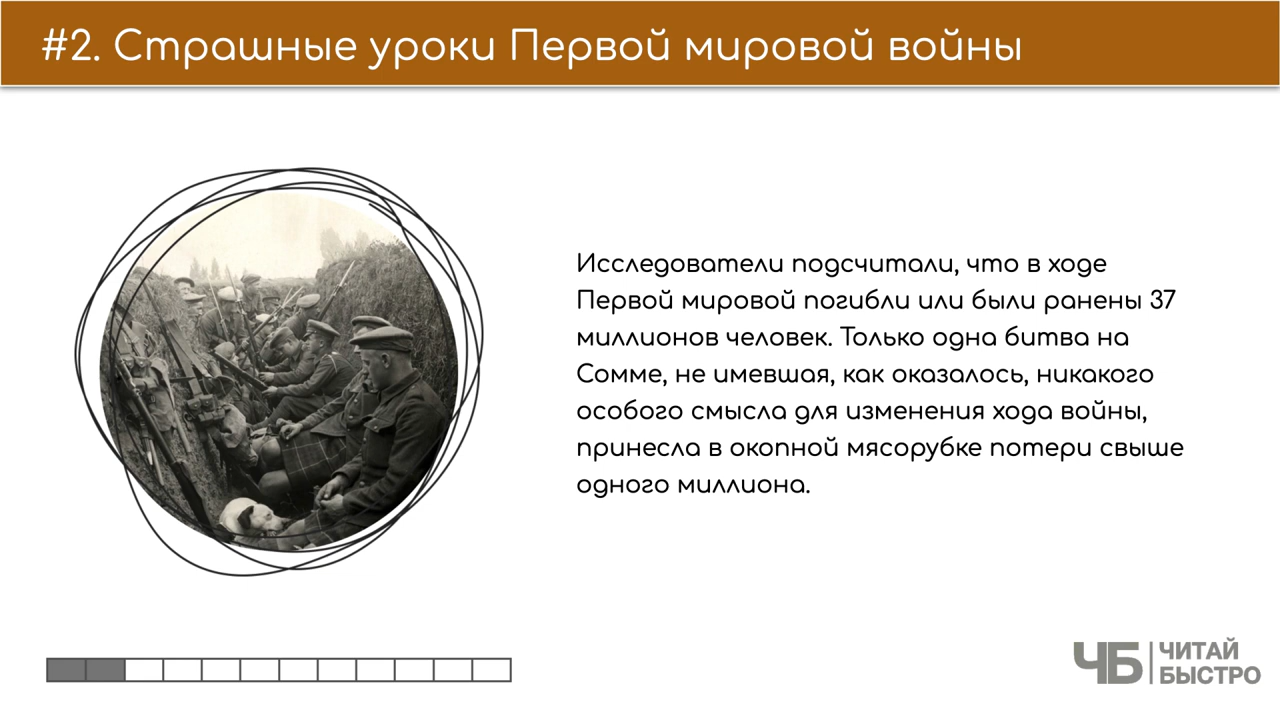 #2. Страшные уроки Первой мировой войны
Исследователи подсчитали, что в ходе
Первой мировой погибли или были ранены 37
миллионов человек. Только одна битва на
Сомме, не имевшая, как оказалось, никакого
особого смысла для изменения хода войны,
принесла в окопной мясорубке потери свыше
одного миллиона.
ЧБ
ЧИТАЙ
БЫСТРО